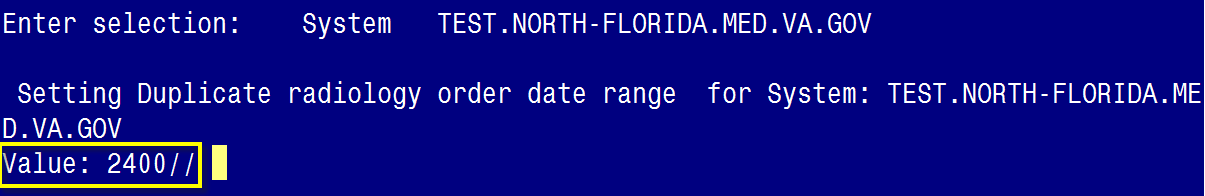 Enter selection:    System   TEST.NORTH-FLORIDA.MED.VA.GOV
 Setting Duplicate radiology order date range  for System: TEST.NORTH-FLORIDA.ME
D.VA.GOV
Value: 2400//